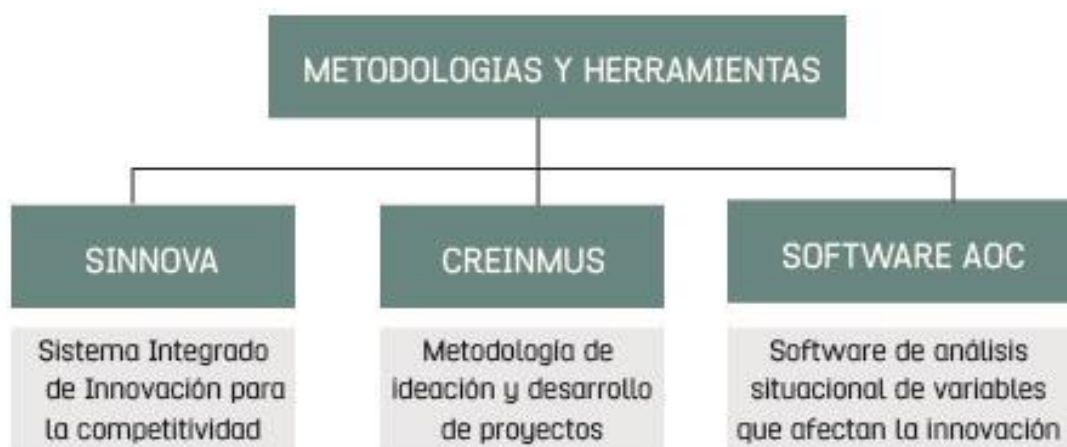 METODOLOGIAS Y HERRAMIENTAS
SINNOVA
CREINMUS
SOFTWARE AOC
Sistema Integrado
de Innovación para
la competitividad
Metodología de
ideación y desarrollo
de proyectos
Software de análisis
situacional de variables
que afectan la innovación